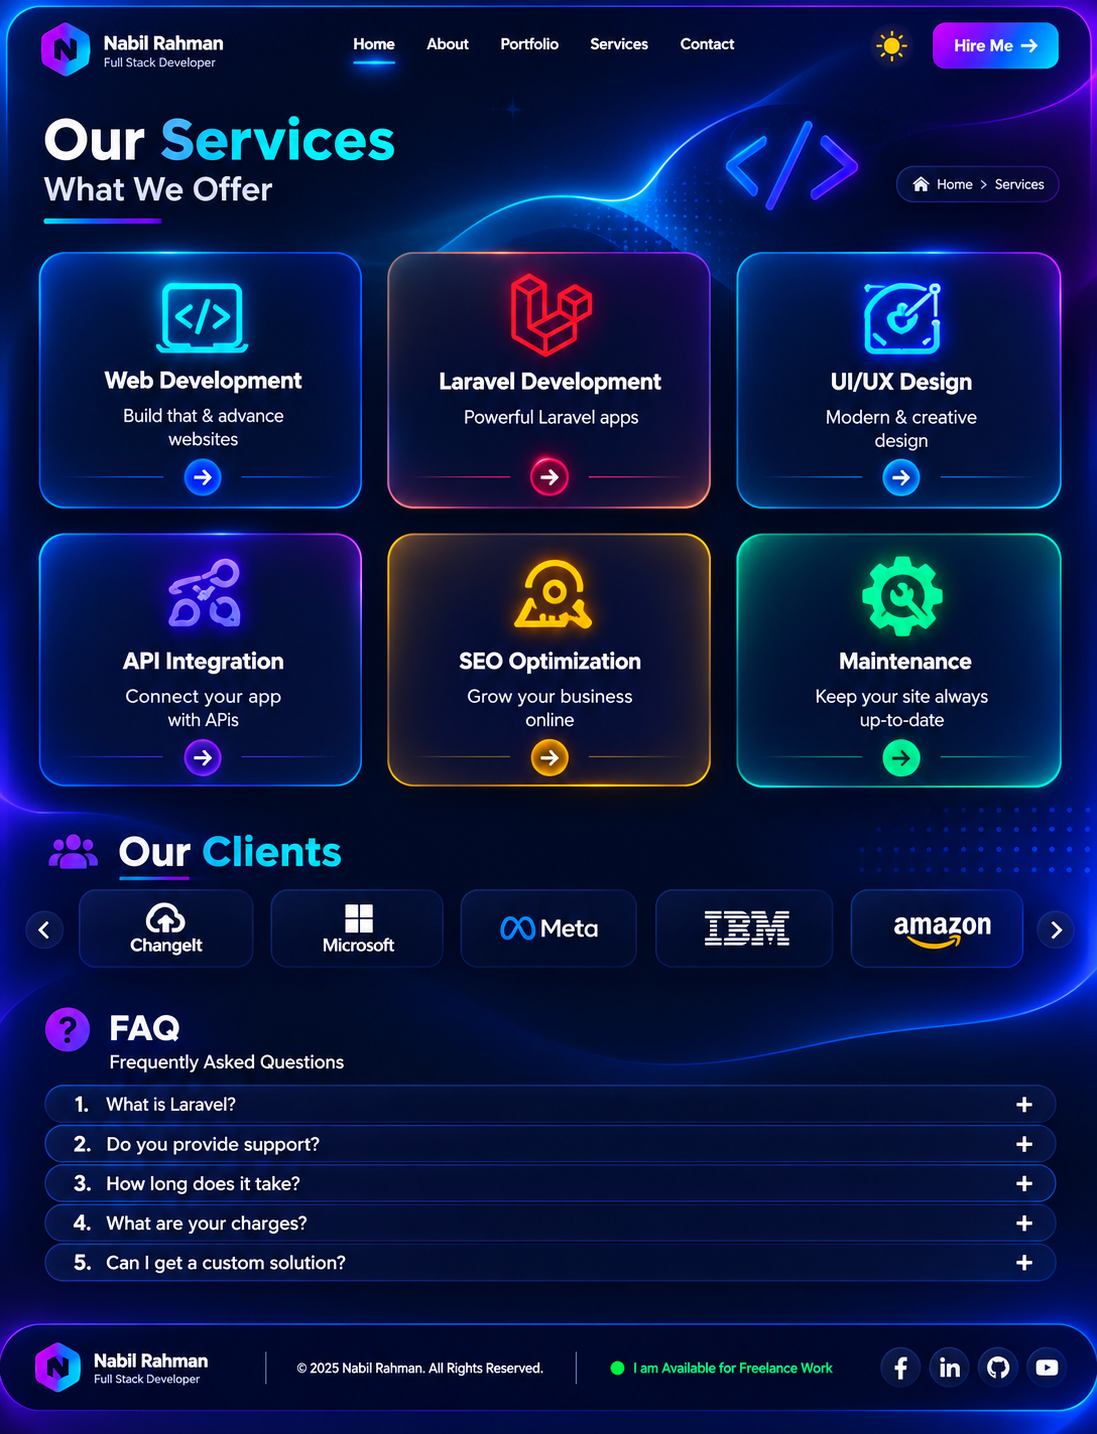 Nabil Rahman
Full Stack Developer
Home
About
Portfolio
Services
Contact
Hire Me
Our Services
What We Offer
Home > Services
Web Development
Build that & advance
websites
Laravel Development
Powerful Laravel apps
UI/UX Design
Modern & creative
design
API Integration
Connect your app
with APIs
SEO Optimization
Grow your business
online
Maintenance
Keep your site always
up-to-date
Our Clients
ChangeIt
Microsoft
Meta
IBM
amazon
FAQ
Frequently Asked Questions
1. What is Laravel?
2. Do you provide support?
3. How long does it take?
4. What are your charges?
5. Can I get a custom solution?
Nabil Rahman
Full Stack Developer
© 2025 Nabil Rahman. All Rights Reserved.
I am Available for Freelance Work